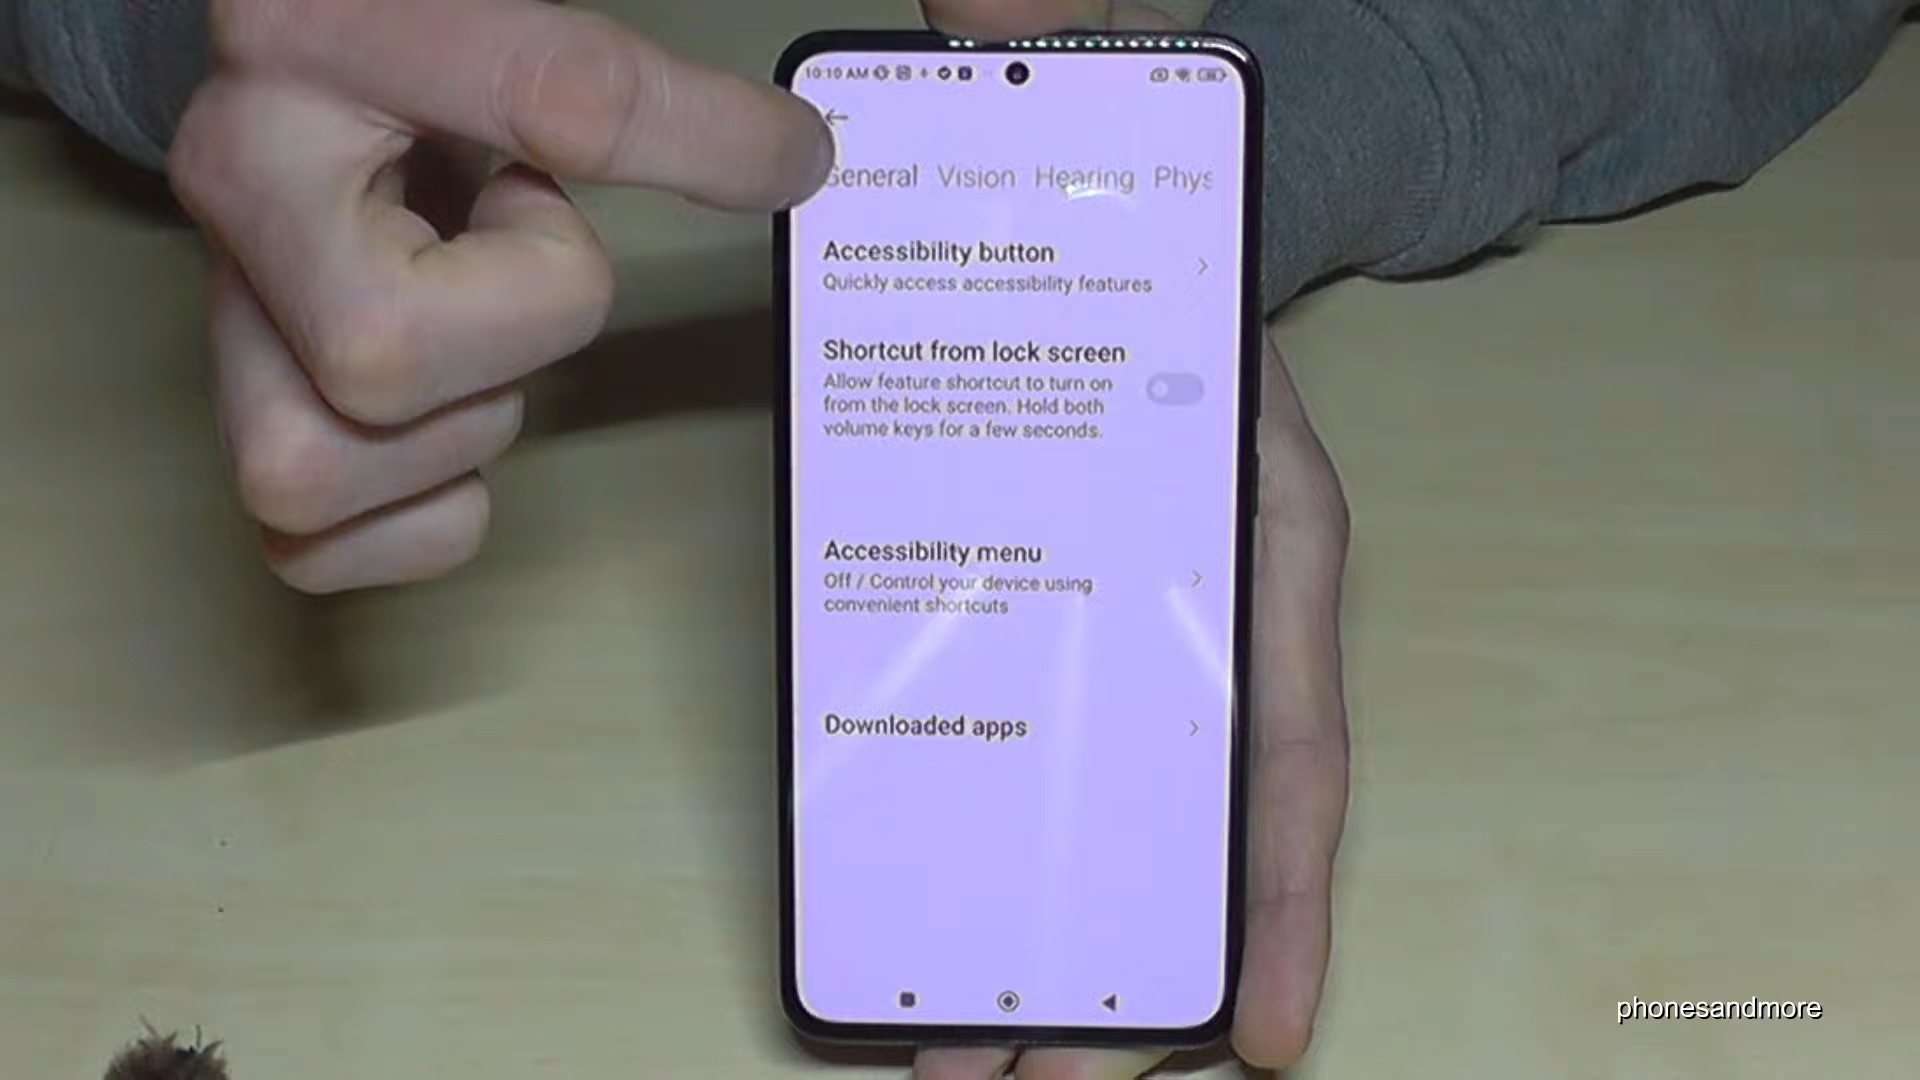 10:10 AM
General Vision Hearing Phys
Accessibility button
Quickly access accessibility features
Shortcut from lock screen
Allow feature shortcut to turn on
from the lock screen. Hold both
volume keys for a few seconds.
Accessibility menu
Off / Control your device using
convenient shortcuts
Downloaded apps
phonesandmore